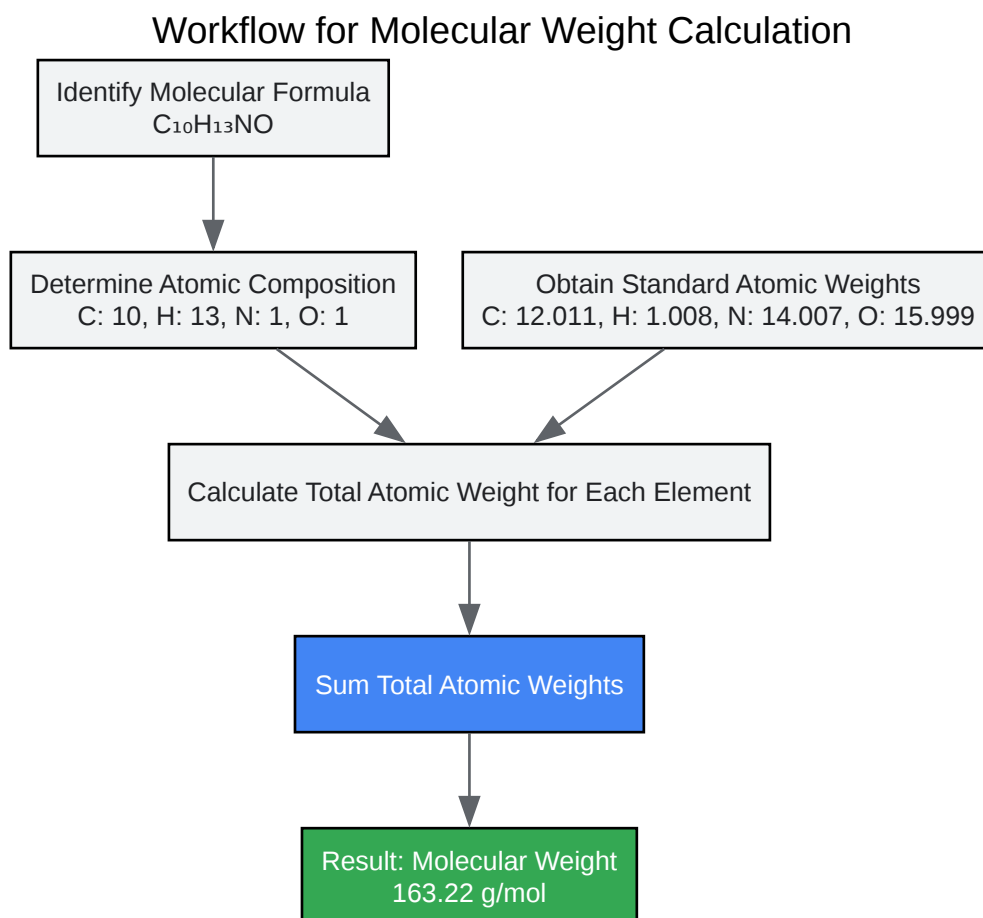 Workflow for Molecular Weight Calculation
Identify Molecular Formula
C₁₀H₁₃NO
Determine Atomic Composition
C: 10, H: 13, N: 1, O: 1
Obtain Standard Atomic Weights
C: 12.011, H: 1.008, N: 14.007, O: 15.999
Calculate Total Atomic Weight for Each Element
Sum Total Atomic Weights
Result: Molecular Weight
163.22 g/mol